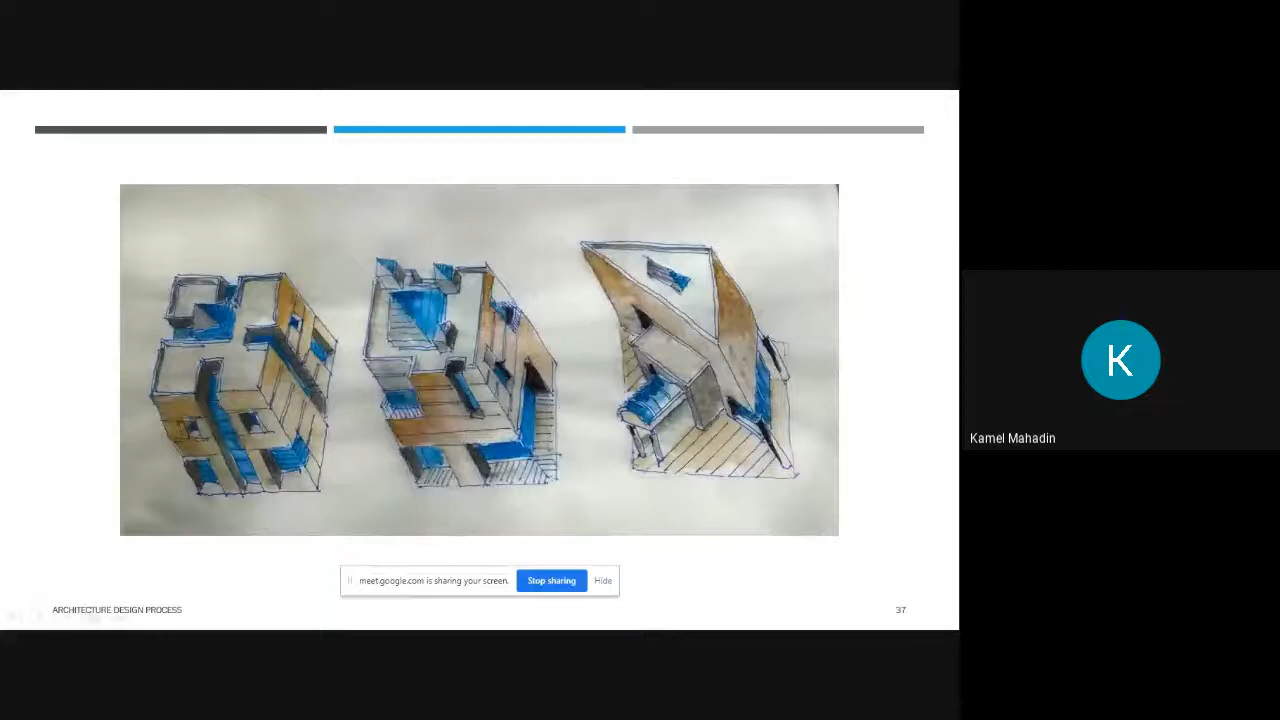 meet.google.com is sharing your screen.
Stop sharing
Hide
ARCHITECTURE DESIGN PROCESS
37
K
Kamel Mahadin